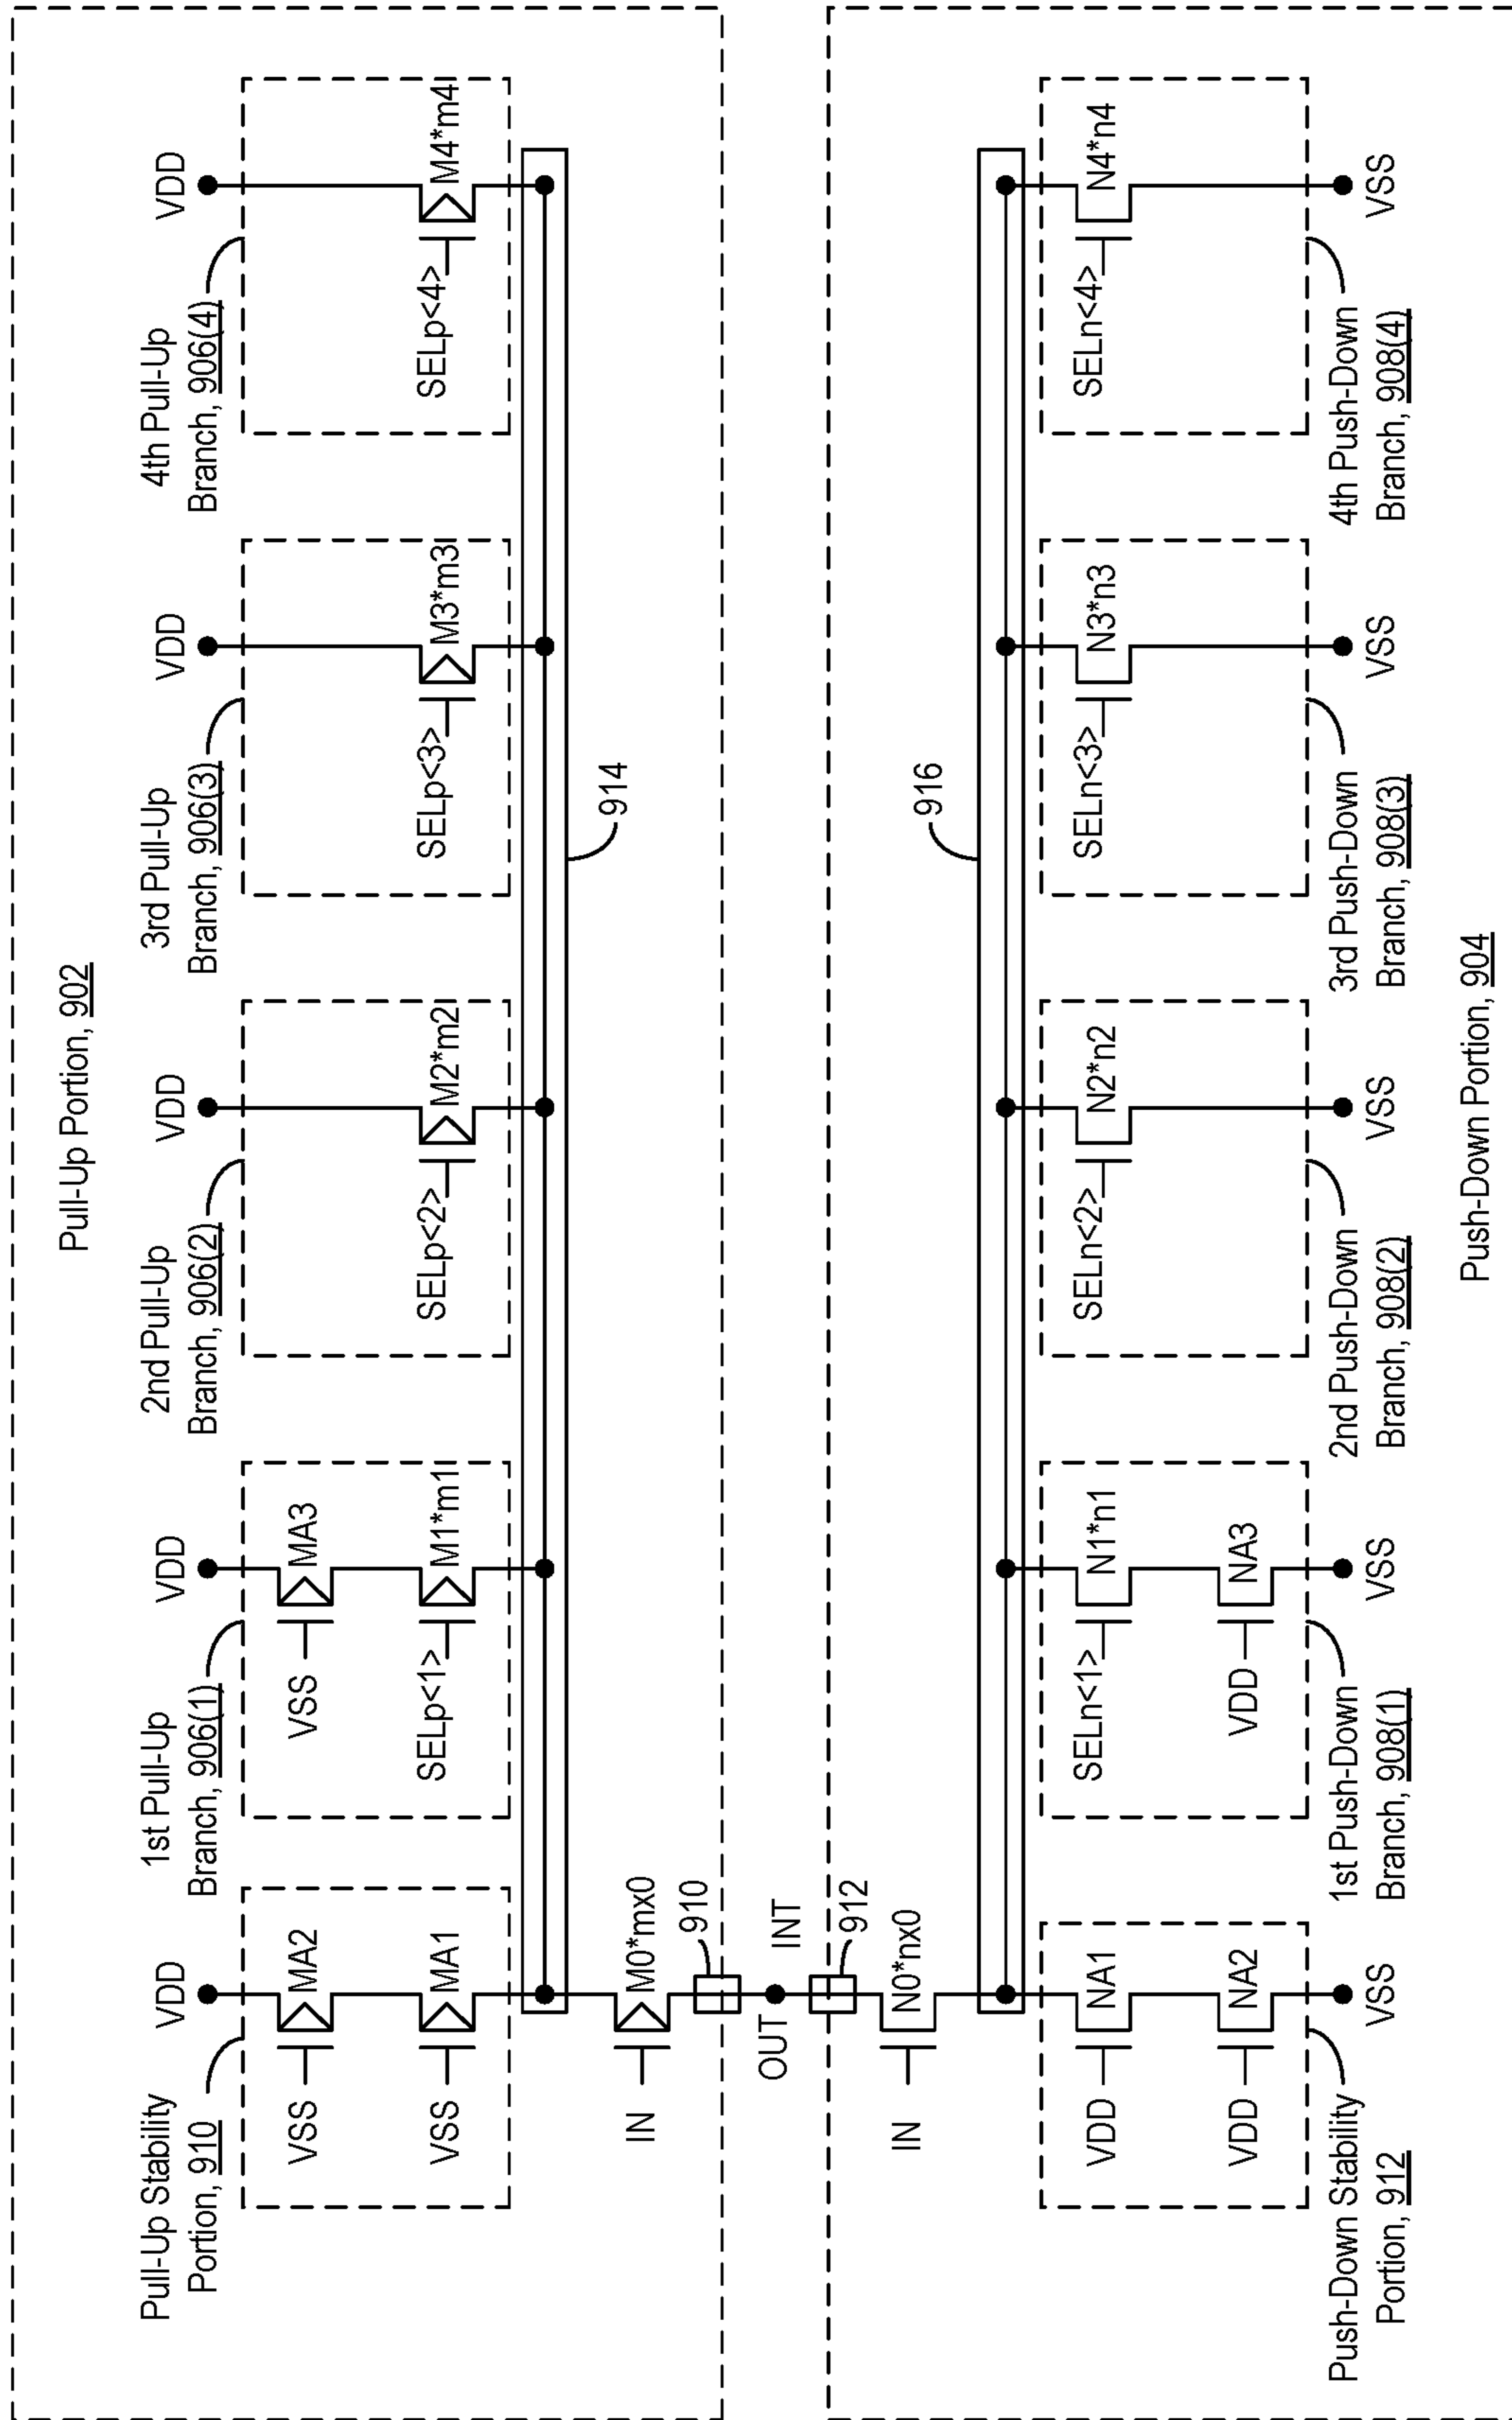 Pull-Up Portion, 902
Pull-Up Stability
Portion, 910
1st Pull-Up
Branch, 906(1)
2nd Pull-Up
Branch, 906(2)
3rd Pull-Up
Branch, 906(3)
4th Pull-Up
Branch, 906(4)
VDD
VDD
VDD
VDD
VDD
VSS
MA2
VSS
MA3
VSS
MA1
SELp<1>
M1*m1
SELp<2>
M2*m2
SELp<3>
M3*m3
SELp<4>
M4*m4
914
IN
M0*mx0
910
OUT
INT
912
IN
N0*nx0
916
VDD
NA1
SELn<1>
N1*n1
SELn<2>
N2*n2
SELn<3>
N3*n3
SELn<4>
N4*n4
VDD
NA2
VDD
NA3
VSS
VSS
VSS
VSS
VSS
Push-Down Stability
Portion, 912
1st Push-Down
Branch, 908(1)
2nd Push-Down
Branch, 908(2)
3rd Push-Down
Branch, 908(3)
4th Push-Down
Branch, 908(4)
Push-Down Portion, 904